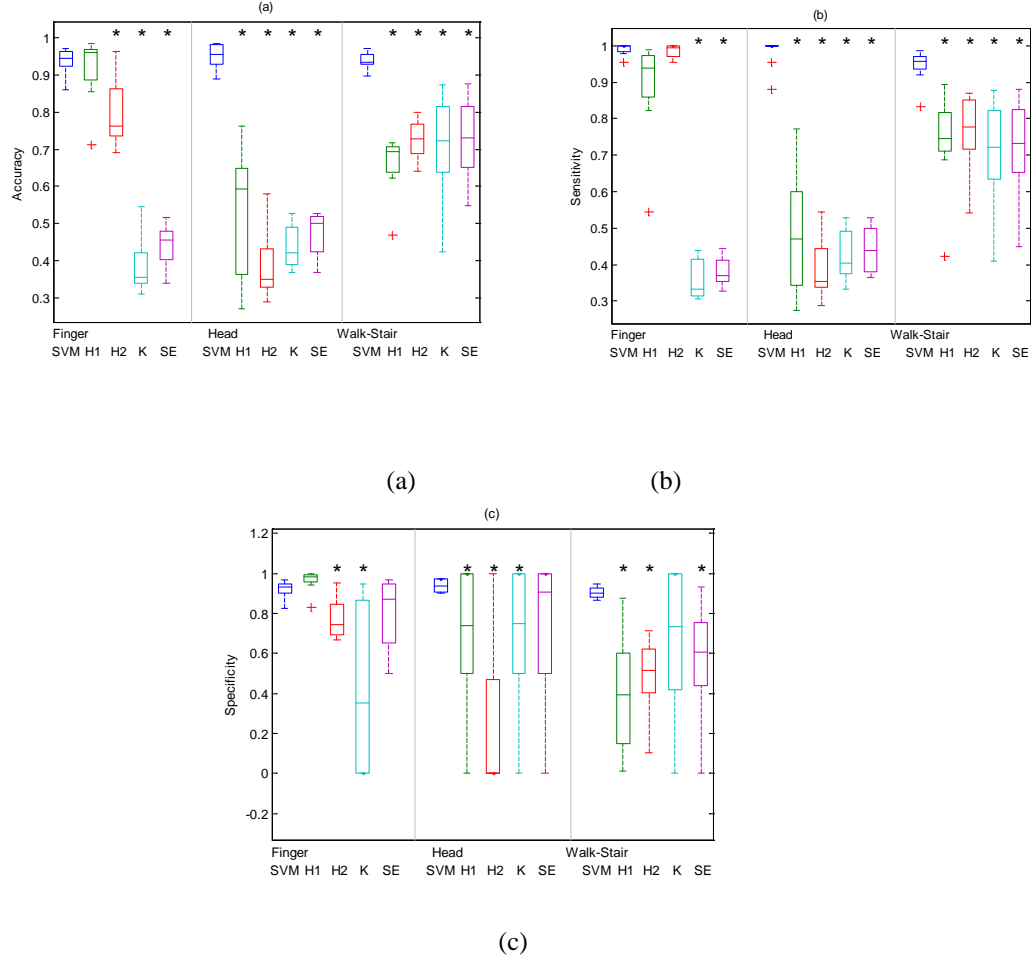 (a)
* * * * * * * * * * *
1
0.9
0.8
0.7
0.6
0.5
0.4
0.3
Accuracy
Finger Head Walk-Stair
SVM H1 H2 K SE SVM H1 H2 K SE SVM H1 H2 K SE
(b)
* * * * * * * * * *
1
0.9
0.8
0.7
0.6
0.5
0.4
0.3
Sensitivity
Finger Head Walk-Stair
SVM H1 H2 K SE SVM H1 H2 K SE SVM H1 H2 K SE
(a) (b)
(c)
1.2
* * * * * * * *
1
0.8
0.6
0.4
0.2
0
-0.2
Specificity
Finger Head Walk-Stair
SVM H1 H2 K SE SVM H1 H2 K SE SVM H1 H2 K SE
(c)